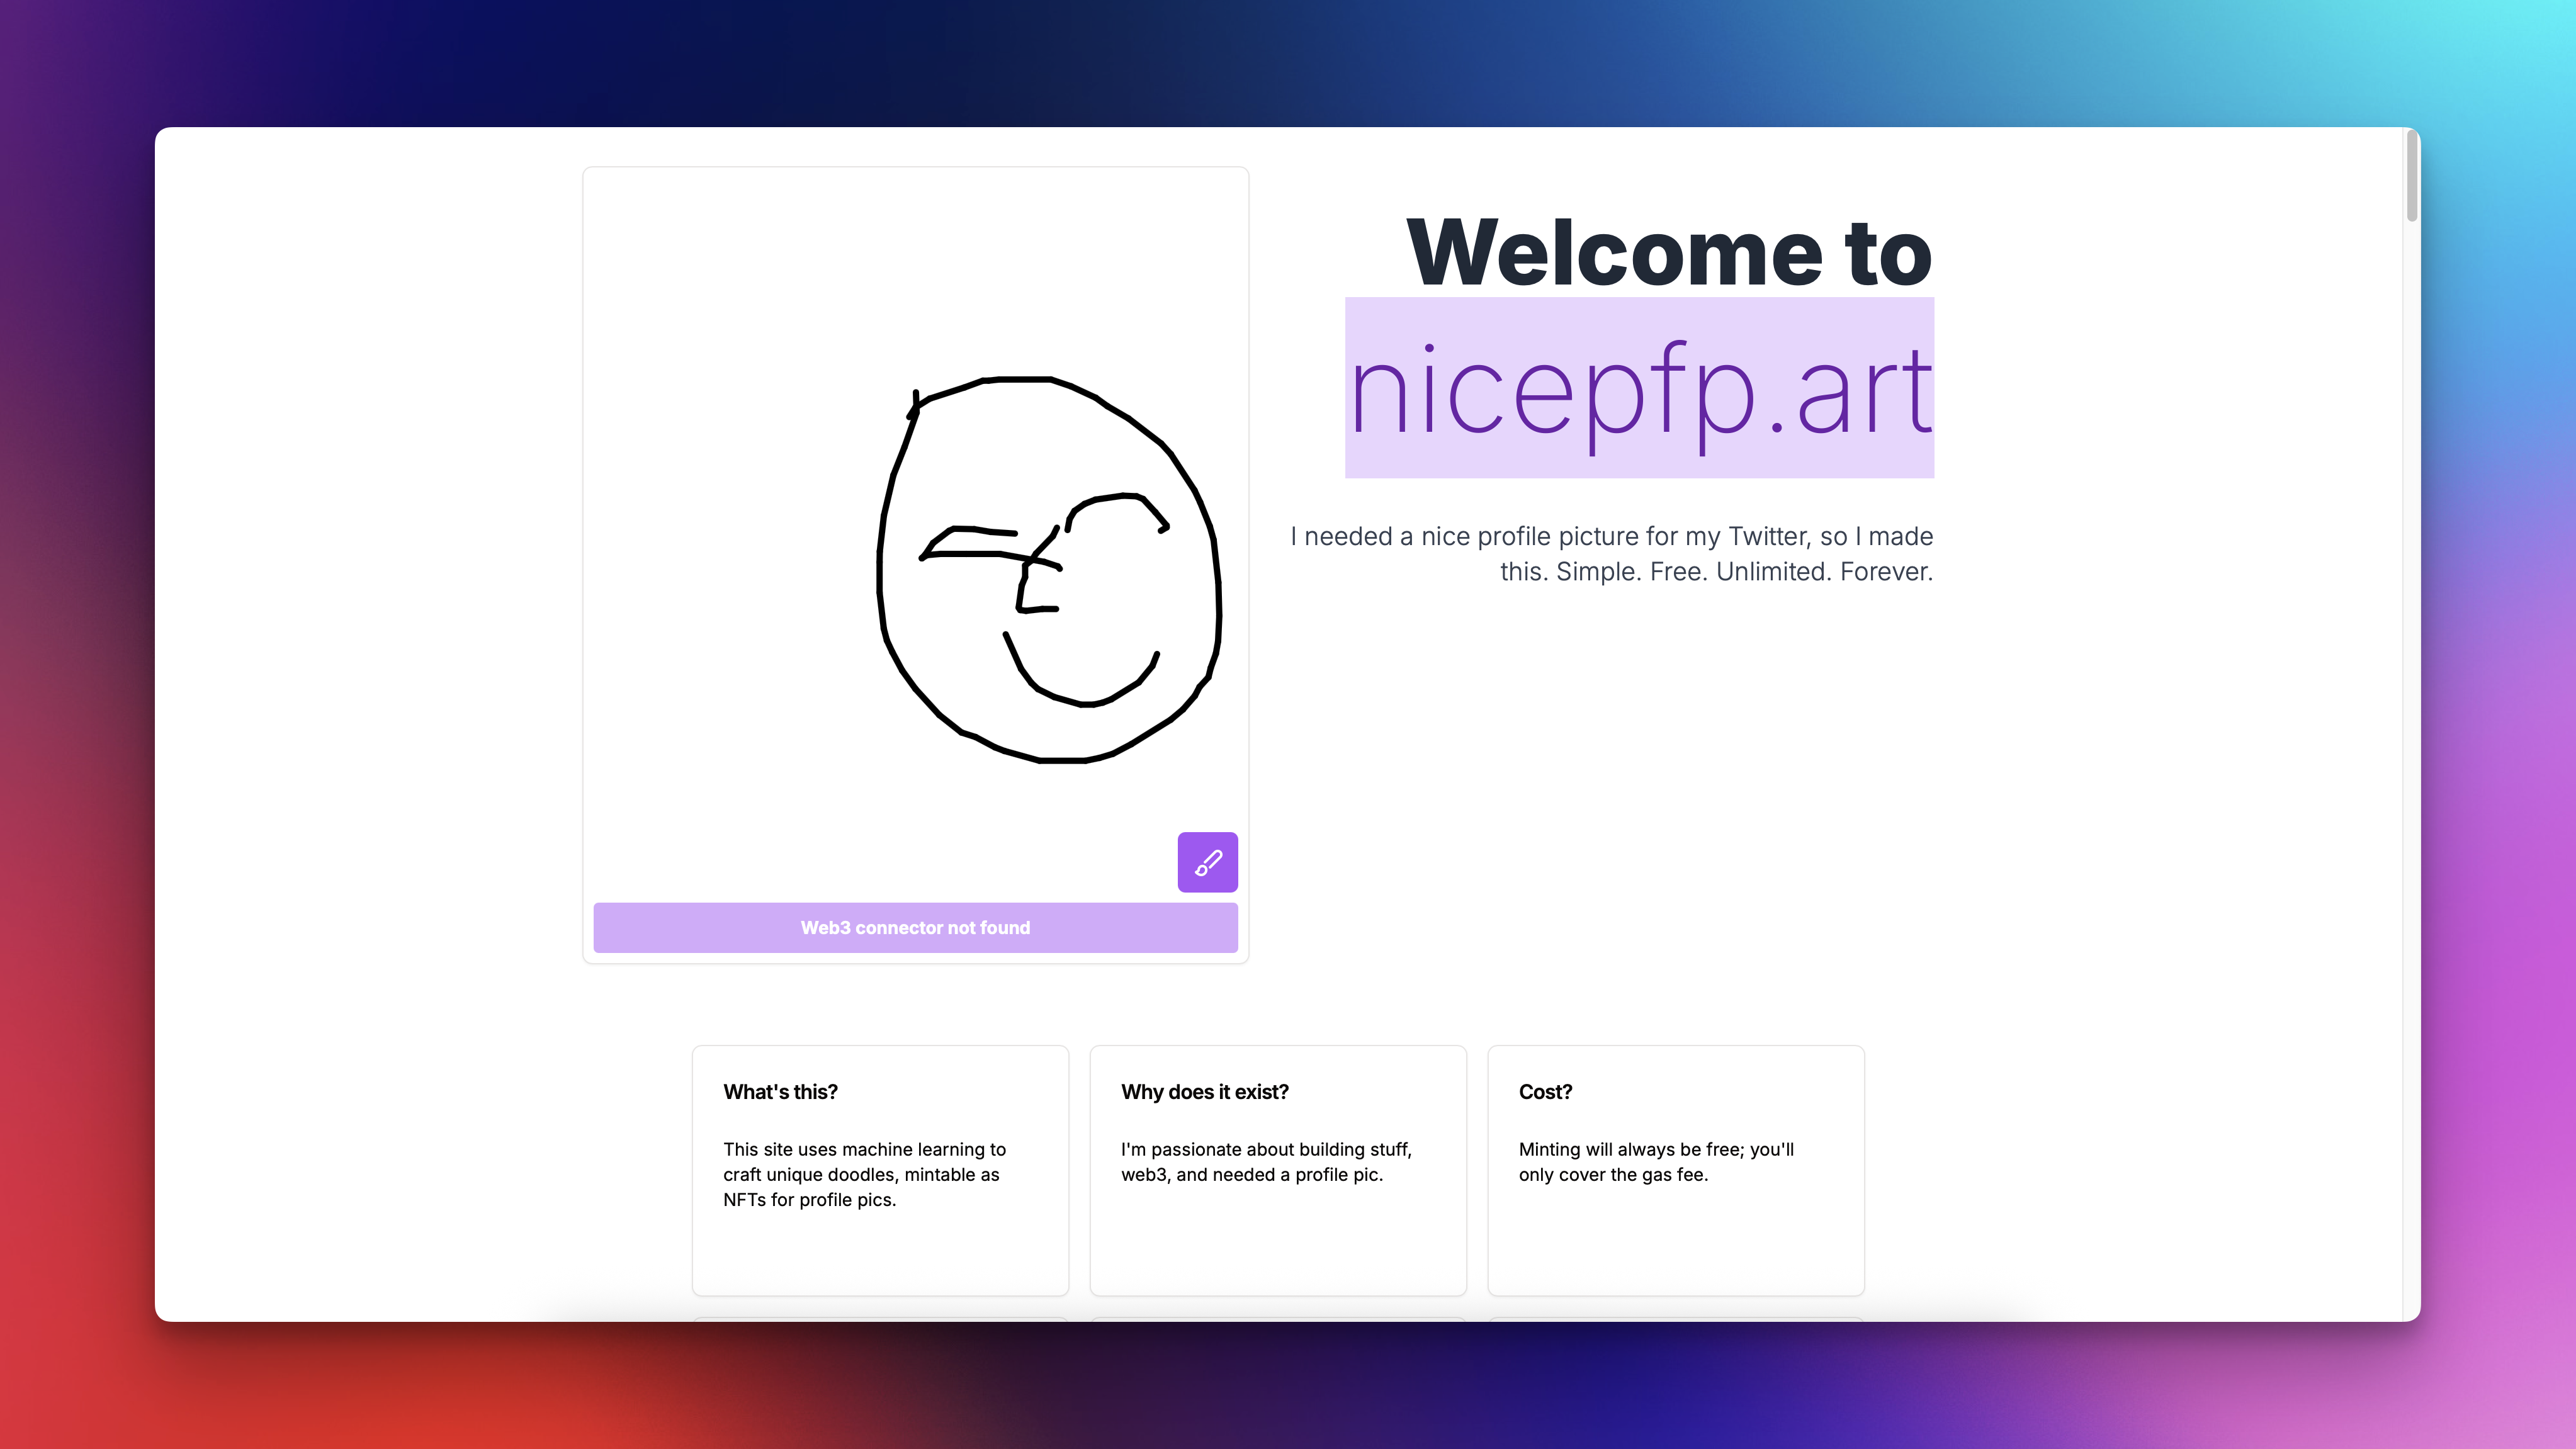 Welcome to
nicepfp.art
I needed a nice profile picture for my Twitter, so I made
this. Simple. Free. Unlimited. Forever.
Web3 connector not found
What's this?
This site uses machine learning to
craft unique doodles, mintable as
NFTs for profile pics.
Why does it exist?
I'm passionate about building stuff,
web3, and needed a profile pic.
Cost?
Minting will always be free; you'll
only cover the gas fee.